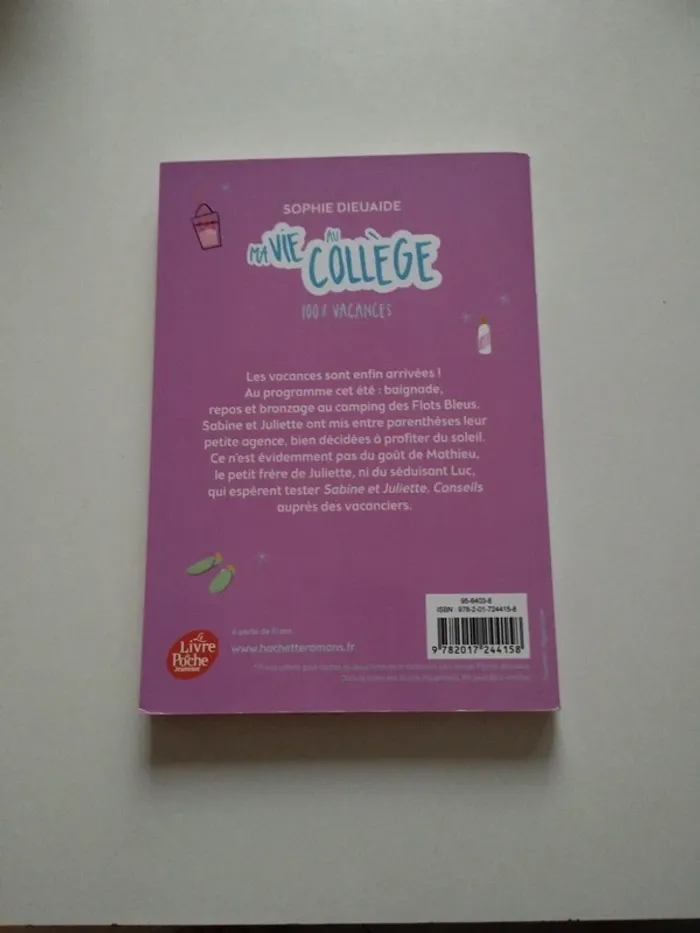 SOPHIE DIEUAIDE
MA VIE AU COLLÈGE
100% VACANCES
Les vacances sont enfin arrivées !
Au programme cet été : baignade,
repos et bronzage au camping des Flots Bleus.
Sabine et Juliette ont mis entre parenthèses leur
petite agence, bien décidées à profiter du soleil.
Ce n'est évidemment pas du goût de Mathieu,
le petit frère de Juliette, ni du séduisant Luc,
qui espèrent tester Sabine et Juliette, Conseils
auprès des vacanciers.
95-6403-8
ISBN : 978-2-01-724415-8
9 782017 244158
Le
Livre
de
Poche
Jeunesse
www.hachetteromans.fr